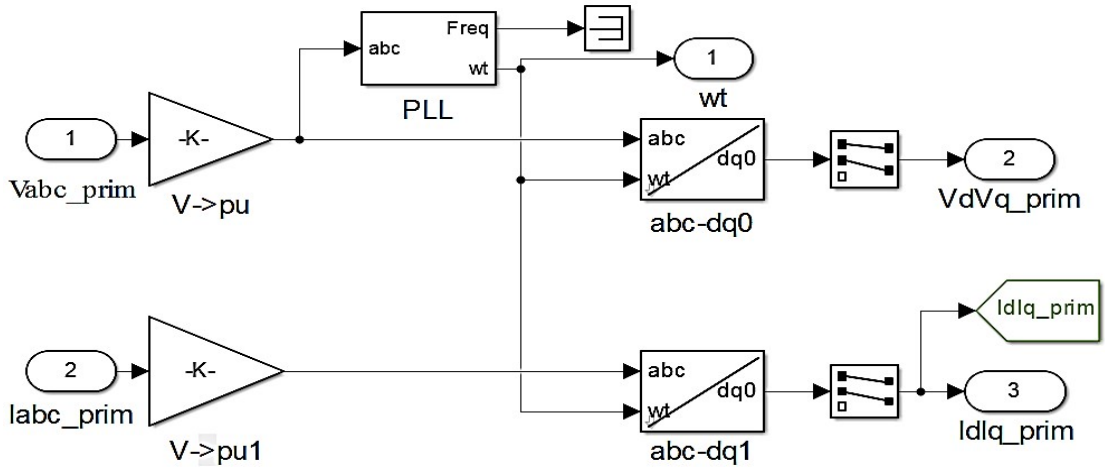 Freq
abc
wt
PLL
1
wt
1
-K-
Vabc_prim
V->pu
abc
dq0
wt
abc-dq0
2
VdVq_prim
IdIq_prim
2
-K-
Iabc_prim
V->pu1
abc
dq0
wt
abc-dq1
3
IdIq_prim